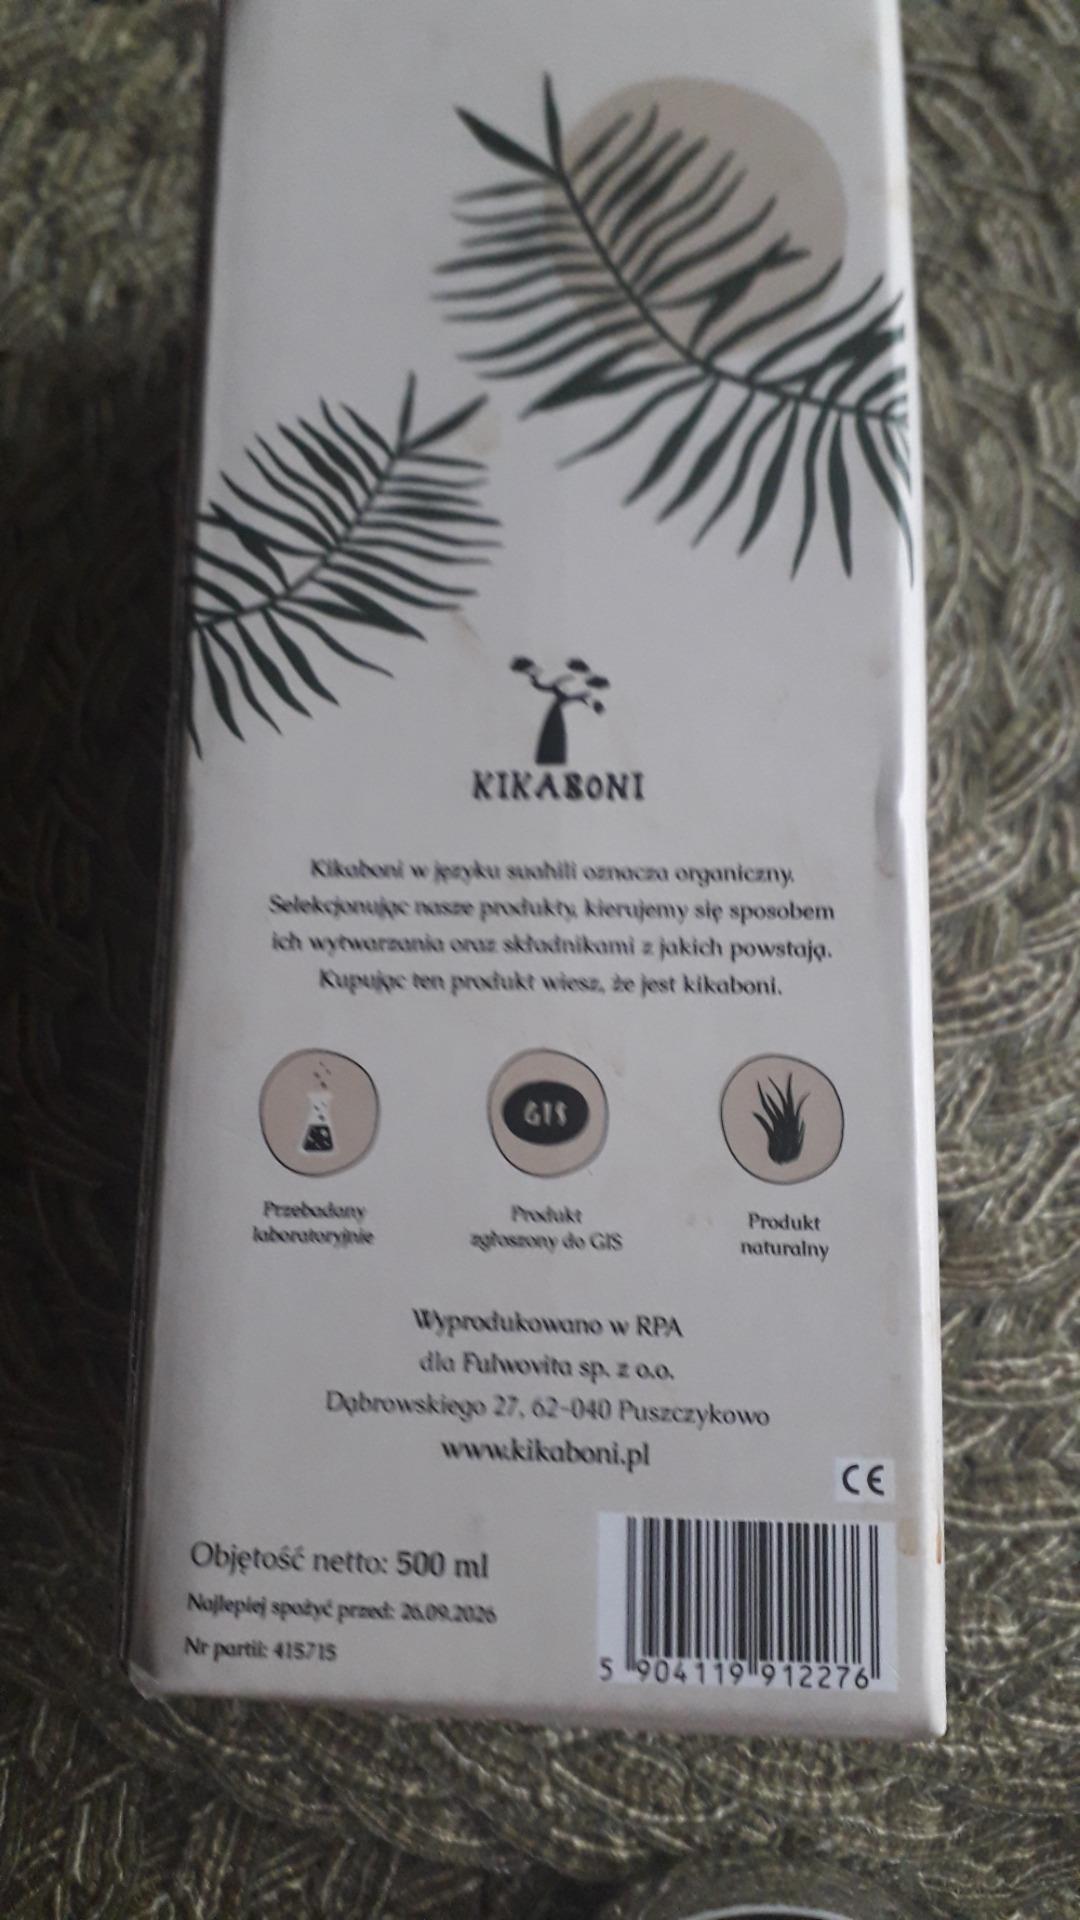 KIKABONI
Kikaboni w języku suahili oznacza organiczny.
Selekcjonując nasze produkty, kierujemy się sposobem
ich wytwarzania oraz składnikami z jakich powstają.
Kupując ten produkt wiesz, że jest kikaboni.
GIS
Przebadany
laboratoryjnie
Produkt
zgłoszony do GIS
Produkt
naturalny
Wyprodukowano w RPA
dla Fulwovita sp. z o.o.
Dąbrowskiego 27, 62-040 Puszczykowo
www.kikaboni.pl
CE
Objętość netto: 500 ml
Najlepiej spożyć przed: 26.09.2026
Nr partii: 415715
5 904119 912276